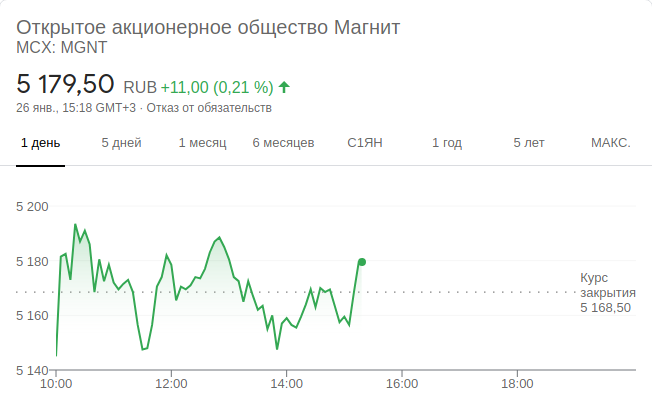 Открытое акционерное общество Магнит
MCX: MGNT
5 179,50 RUB +11,00 (0,21 %)
26 янв., 15:18 GMT+3 · Отказ от обязательств
1 день 5 дней 1 месяц 6 месяцев С1ЯН 1 год 5 лет МАКС.
5 200
5 180
5 160
5 140
Курс
закрытия
5 168,50
10:00 12:00 14:00 16:00 18:00